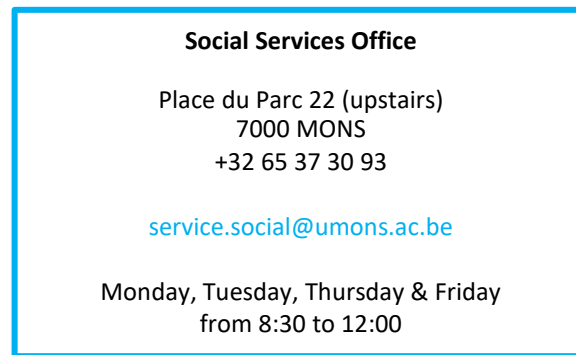 Social Services Office
Place du Parc 22 (upstairs)
7000 MONS
+32 65 37 30 93
service.social@umons.ac.be
Monday, Tuesday, Thursday & Friday
from 8:30 to 12:00